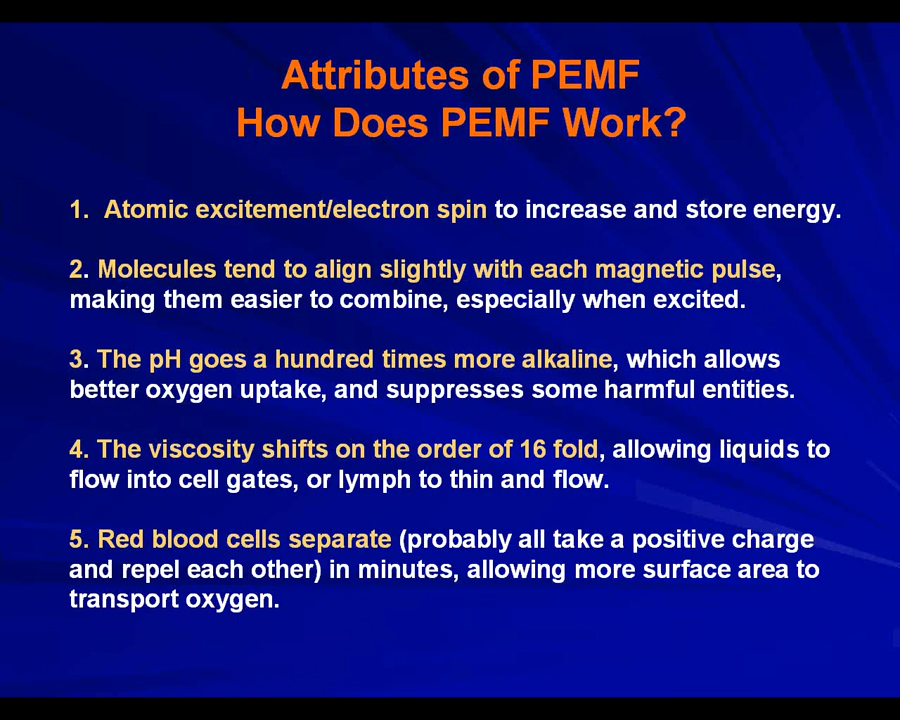 Attributes of PEMF
How Does PEMF Work?
1. Atomic excitement/electron spin to increase and store energy.
2. Molecules tend to align slightly with each magnetic pulse,
making them easier to combine, especially when excited.
3. The pH goes a hundred times more alkaline, which allows
better oxygen uptake, and suppresses some harmful entities.
4. The viscosity shifts on the order of 16 fold, allowing liquids to
flow into cell gates, or lymph to thin and flow.
5. Red blood cells separate (probably all take a positive charge
and repel each other) in minutes, allowing more surface area to
transport oxygen.